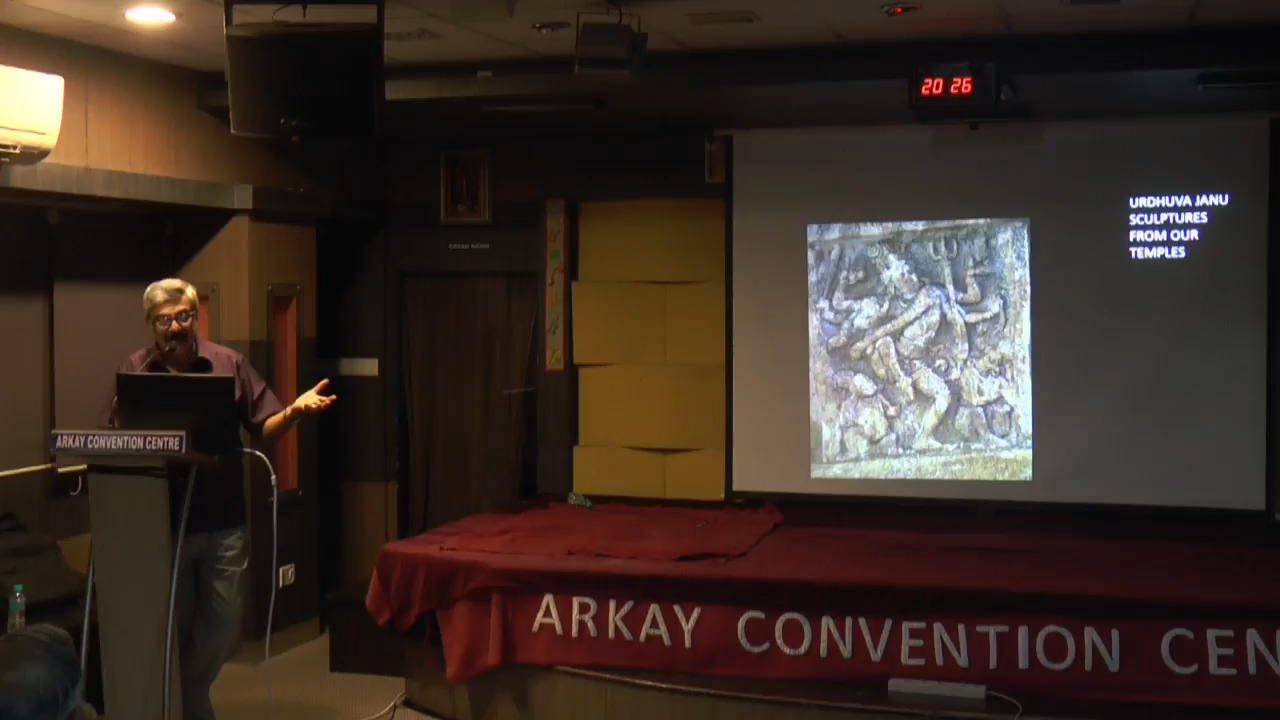 20 26
URDHUVA JANU
SCULPTURES
FROM OUR
TEMPLES
ARKAY CONVENTION CENTRE
ARKAY CONVENTION CEN